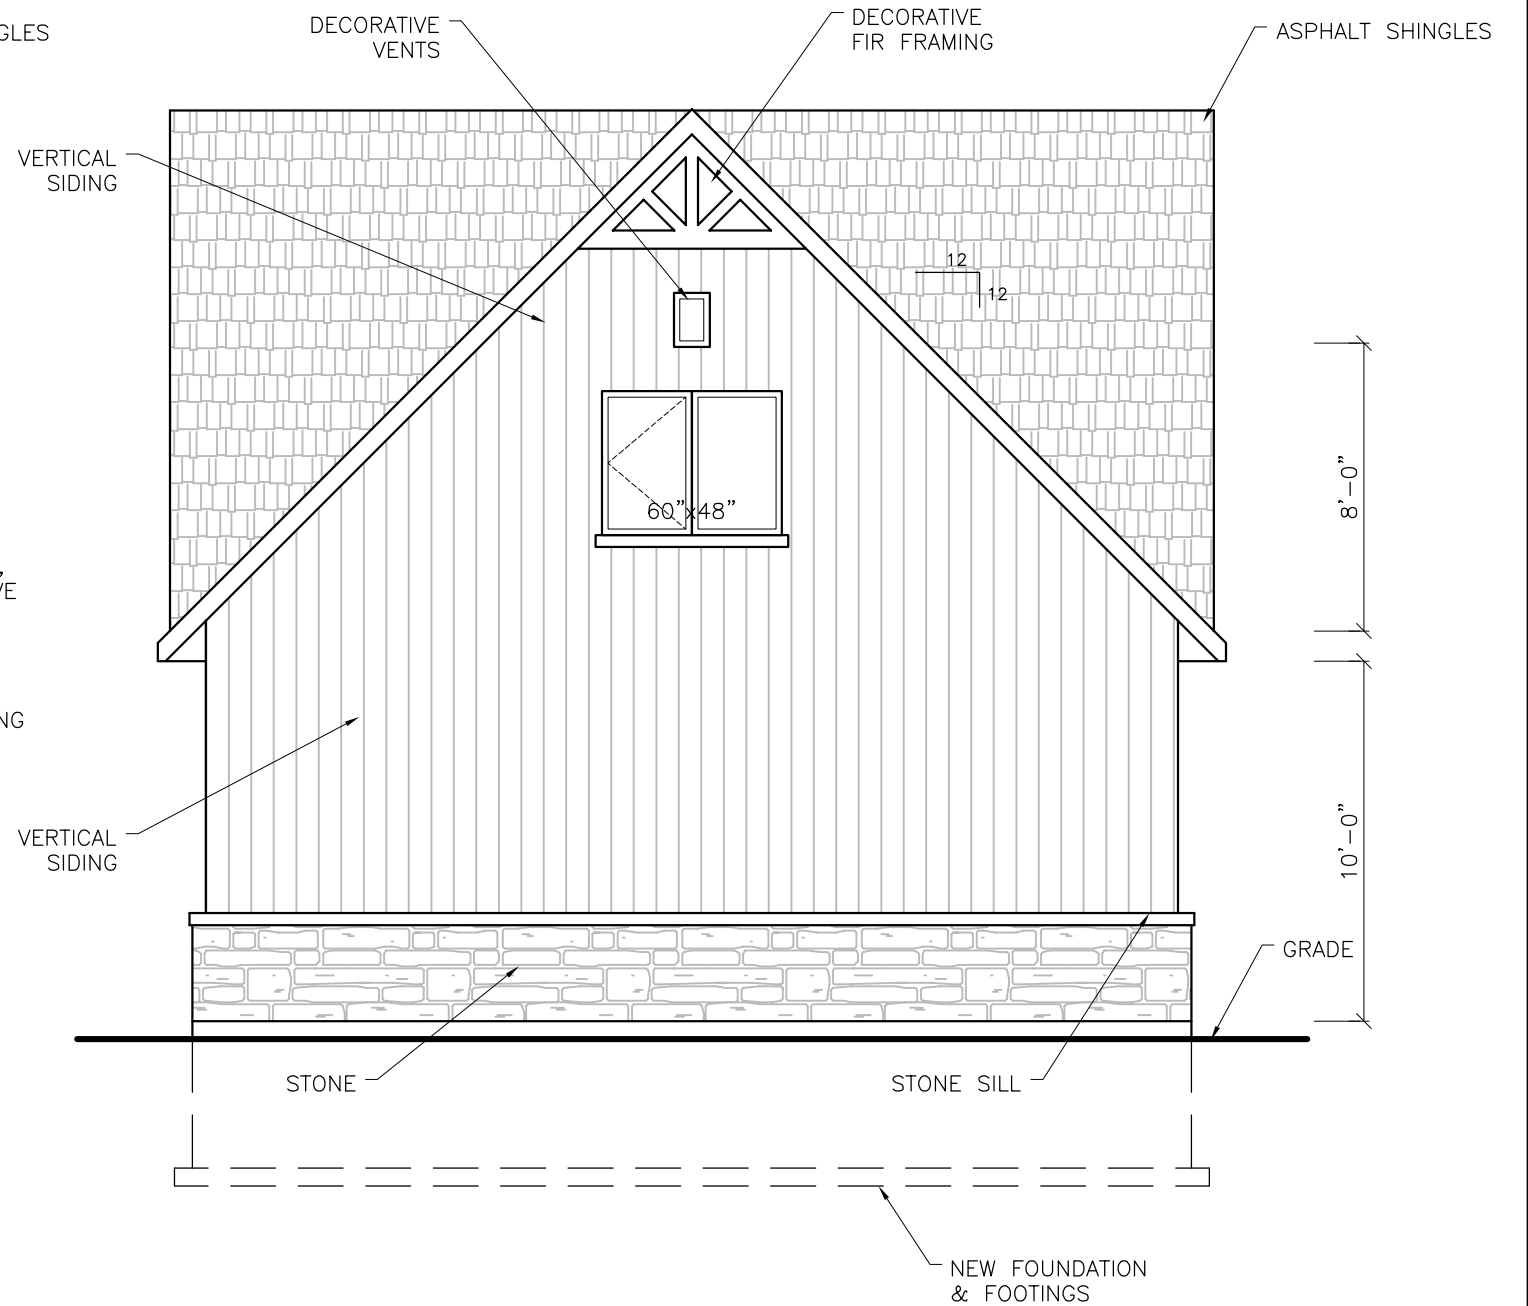 GLES
DECORATIVE
VENTS
DECORATIVE
FIR FRAMING
ASPHALT SHINGLES
VERTICAL
SIDING
12
12
60"x48"
8'-0"
VE
NG
10'-0"
VERTICAL
SIDING
GRADE
STONE
STONE SILL
NEW FOUNDATION
& FOOTINGS